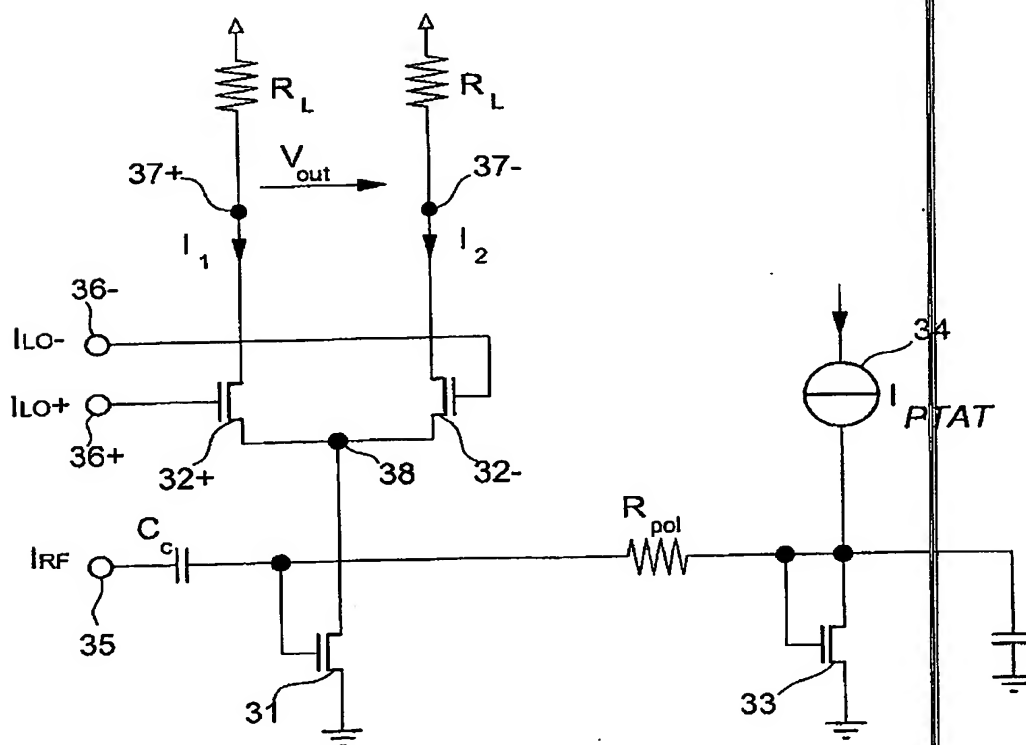 R L
R L
37+
V out
37-
I 1
I 2
36-
ILO-
34
ILO+
I PTAT
36+
32+
38
32-
C c
R pol
IRF
35
31
33